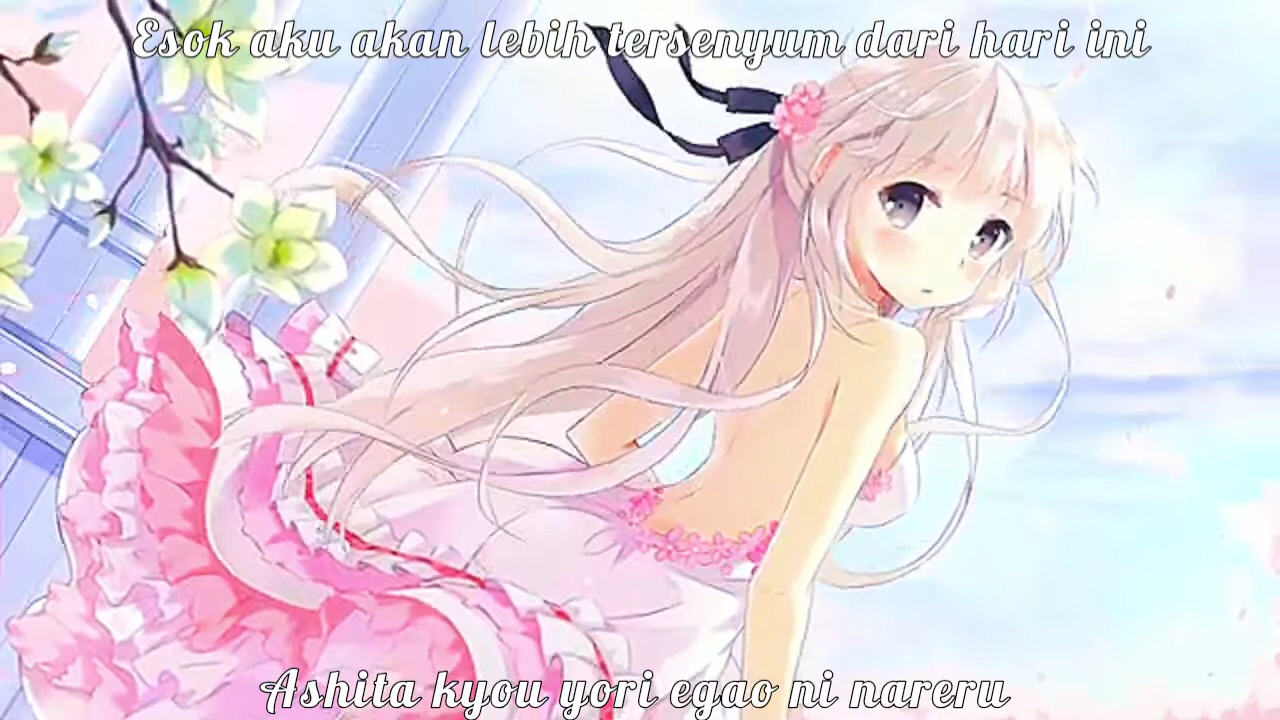 Esok aku akan lebih tersenyum dari hari ini
Ashita kyou yori egao ni nareru